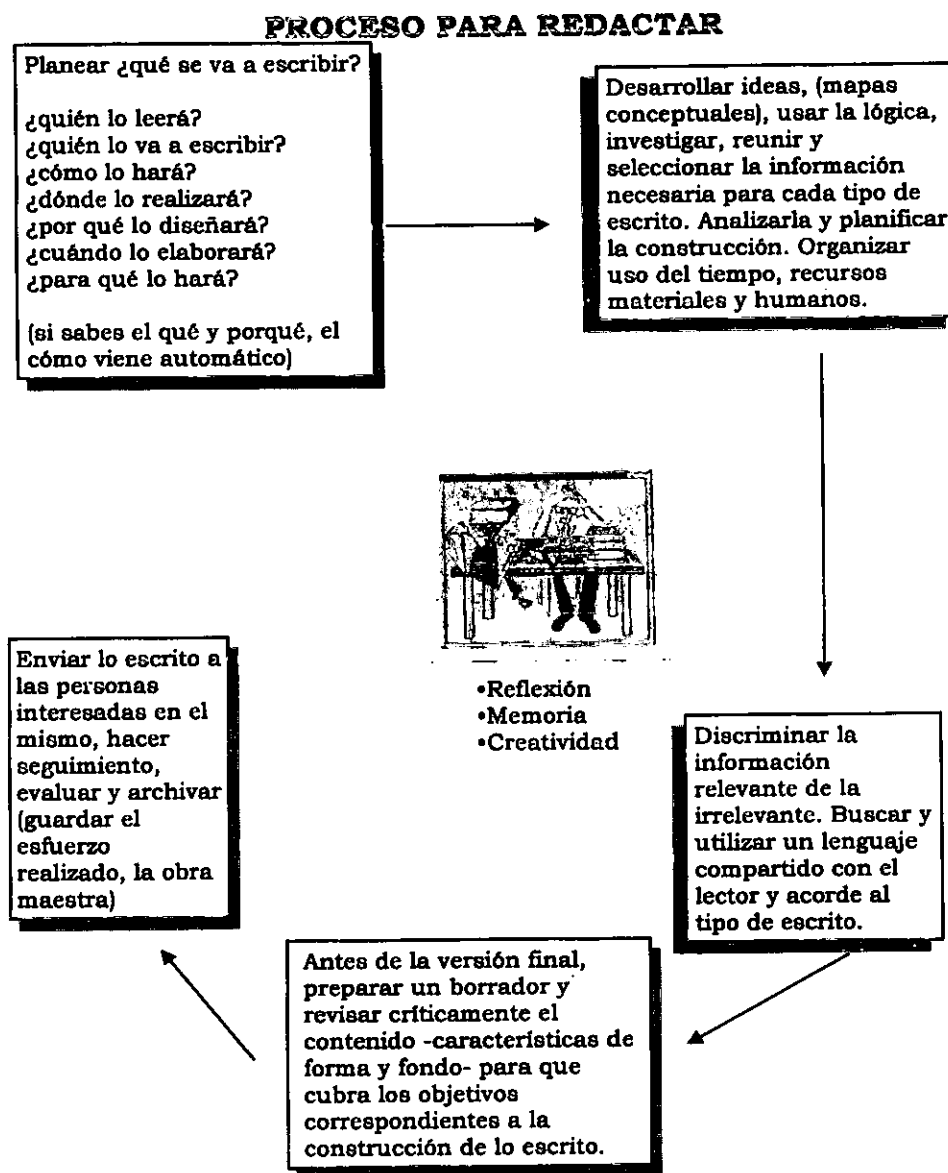 PROCESO PARA REDACTAR
Planear ¿qué se va a escribir?
¿quién lo leerá?
¿quién lo va a escribir?
¿cómo lo hará?
¿dónde lo realizará?
¿por qué lo diseñará?
¿cuándo lo elaborará?
¿para qué lo hará?
(si sabes el qué y porqué, el
cómo viene automático)
Desarrollar ideas, (mapas
conceptuales), usar la lógica,
investigar, reunir y
seleccionar la información
necesaria para cada tipo de
escrito. Analizarla y planificar
la construcción. Organizar
uso del tiempo, recursos
materiales y humanos.
•Reflexión
•Memoria
•Creatividad
Discriminar la
información
relevante de la
irrelevante. Buscar y
utilizar un lenguaje
compartido con el
lector y acorde al
tipo de escrito.
Antes de la versión final,
preparar un borrador y
revisar críticamente el
contenido -características de
forma y fondo- para que
cubra los objetivos
correspondientes a la
construcción de lo escrito.
Enviar lo escrito a
las personas
interesadas en el
mismo, hacer
seguimiento,
evaluar y archivar
(guardar el
esfuerzo
realizado, la obra
maestra)